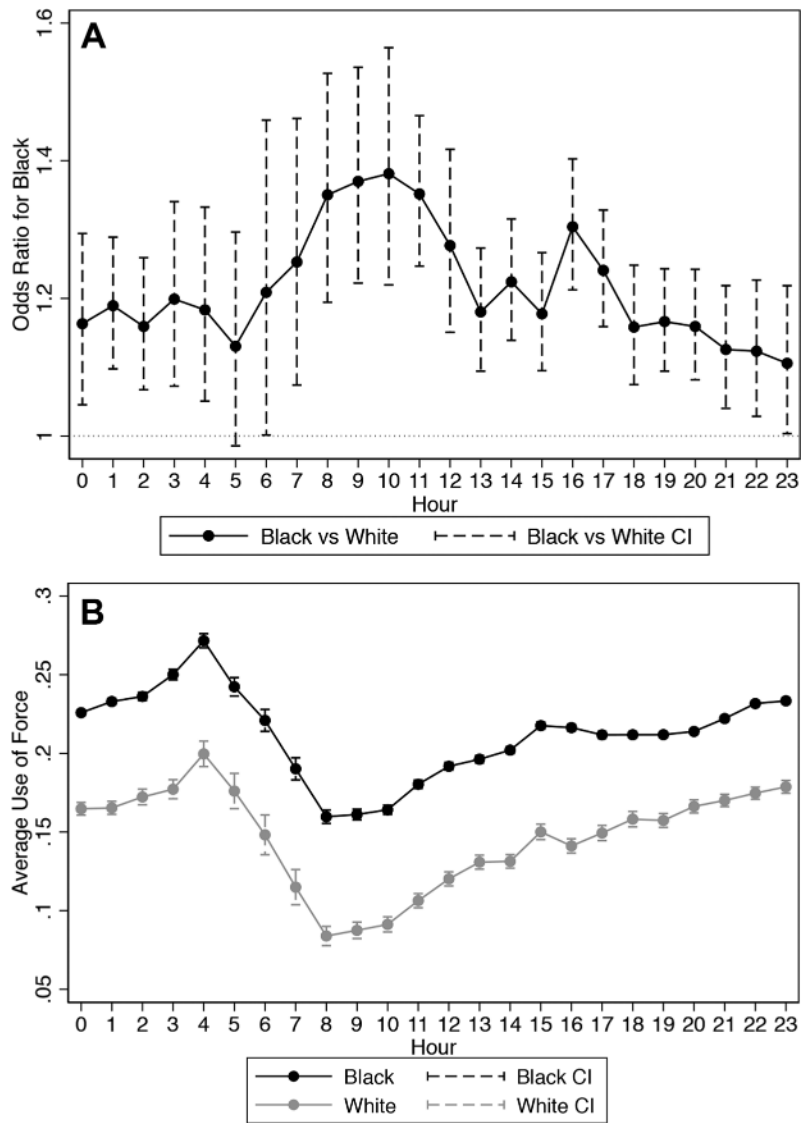 A
Odds Ratio for Black
1.6
1.4
1.2
1
0 1 2 3 4 5 6 7 8 9 10 11 12 13 14 15 16 17 18 19 20 21 22 23
Hour
Black vs White Black vs White CI
B
Average Use of Force
.3
.25
.2
.15
.1
.05
0 1 2 3 4 5 6 7 8 9 10 11 12 13 14 15 16 17 18 19 20 21 22 23
Hour
Black Black CI
White White CI